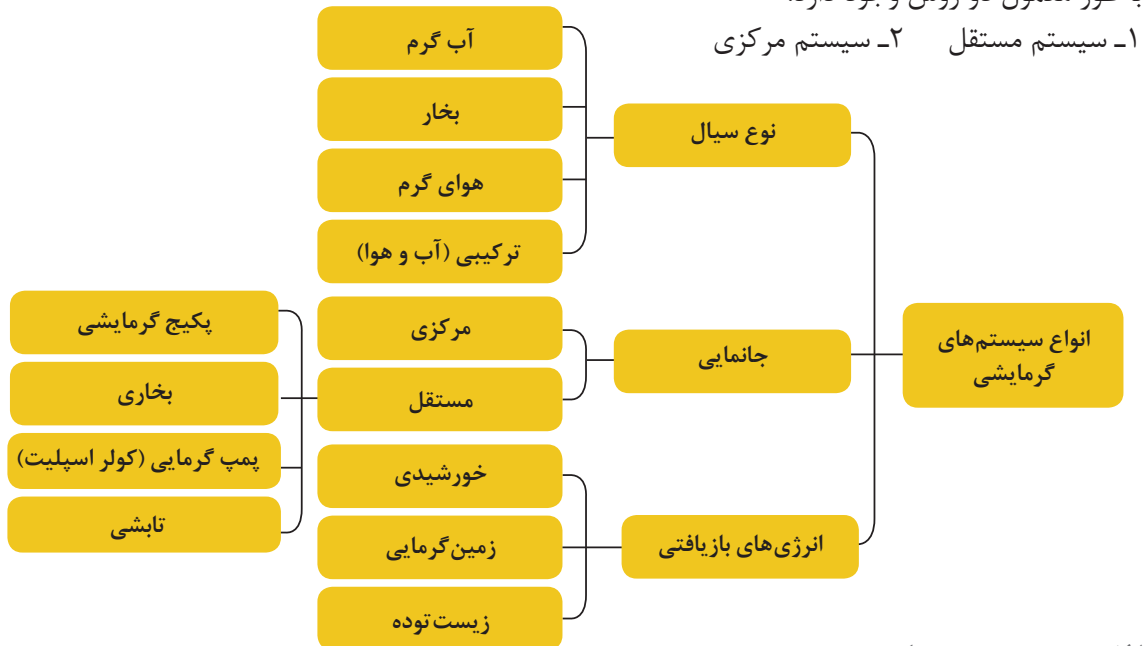 ۱ـ سیستم مستقل ۲ـ سیستم مرکزی
انواع سیستم‌های
گرمایشی
نوع سیال
آب گرم
بخار
هوای گرم
ترکیبی (آب و هوا)
جانمایی
مرکزی
مستقل
پکیج گرمایشی
بخاری
پمپ گرمایی (کولر اسپلیت)
تابشی
انرژی‌های بازیافتی
خورشیدی
زمین‌گرمایی
زیست‌توده